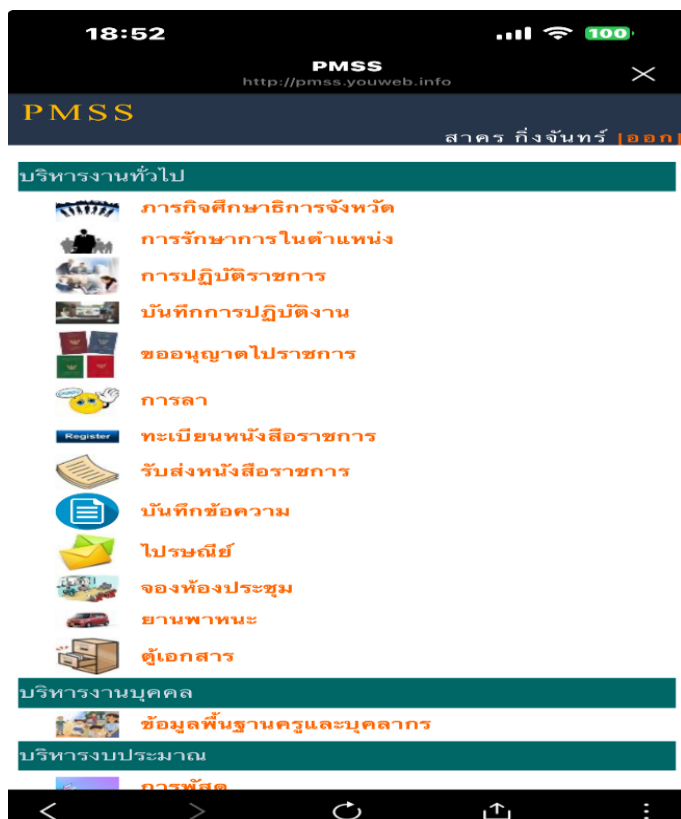 18:52
100
PMSS
http://pmss.youweb.info
PMSS
สาคร กิ่งจันทร์ [ออก]
บริหารงานทั่วไป
ภารกิจศึกษาธิการจังหวัด
การรักษาการในตำแหน่ง
การปฏิบัติราชการ
บันทึกการปฏิบัติงาน
ขออนุญาตไปราชการ
การลา
Register ทะเบียนหนังสือราชการ
รับส่งหนังสือราชการ
บันทึกข้อความ
ไปรษณีย์
จองห้องประชุม
ยานพาหนะ
ตู้เอกสาร
บริหารงานบุคคล
ข้อมูลพื้นฐานครูและบุคลากร
บริหารงบประมาณ
การพัสดุ